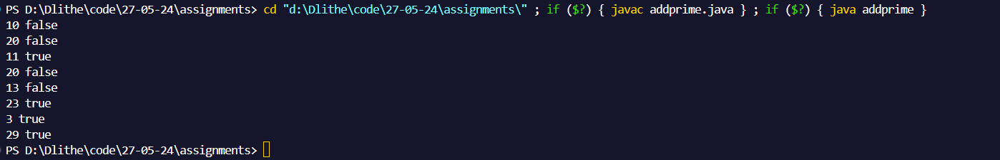 PS D:\Dlithe\code\27-05-24\assignments> cd "d:\Dlithe\code\27-05-24\assignments\" ; if ($?) { javac addprime.java } ; if ($?) { java addprime }
10 false
20 false
11 true
20 false
13 false
23 true
3 true
29 true
PS D:\Dlithe\code\27-05-24\assignments>